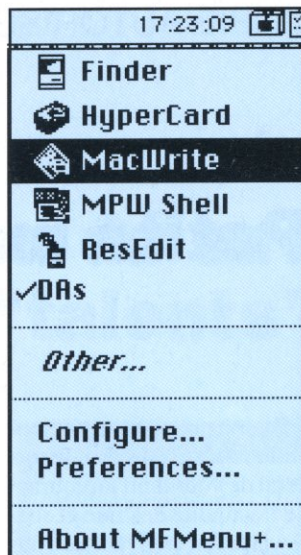 17:23:09
Finder
HyperCard
MacWrite
MPW Shell
ResEdit
✓DAs
Other...
Configure...
Preferences...
About MFMenu+...